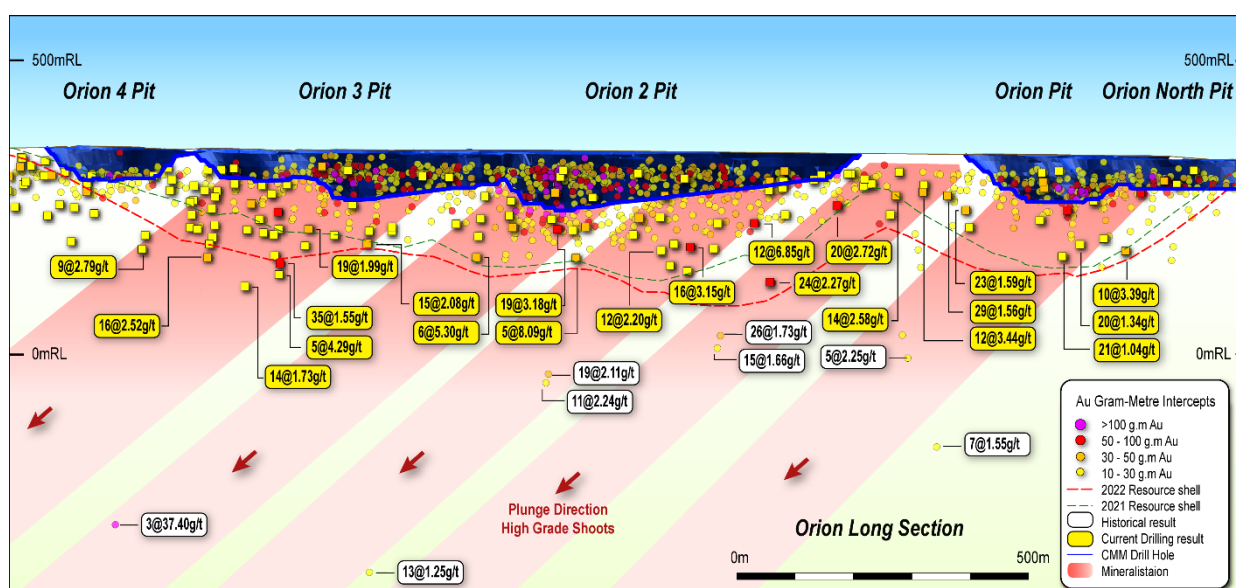 500mRL
500mRL
Orion 4 Pit
Orion 3 Pit
Orion 2 Pit
Orion Pit
Orion North Pit
9@2.79g/t
16@2.52g/t
19@1.99g/t
35@1.55g/t
5@4.29g/t
14@1.73g/t
15@2.08g/t
6@5.30g/t
19@3.18g/t
5@8.09g/t
12@2.20g/t
16@3.15g/t
12@6.85g/t
20@2.72g/t
24@2.27g/t
14@2.58g/t
23@1.59g/t
29@1.56g/t
12@3.44g/t
10@3.39g/t
20@1.34g/t
21@1.04g/t
26@1.73g/t
15@1.66g/t
5@2.25g/t
0mRL
0mRL
19@2.11g/t
11@2.24g/t
7@1.55g/t
3@37.40g/t
13@1.25g/t
Plunge Direction
High Grade Shoots
Orion Long Section
0m
500m
Au Gram-Metre Intercepts
>100 g.m Au
50 - 100 g.m Au
30 - 50 g.m Au
10 - 30 g.m Au
2022 Resource shell
2021 Resource shell
Historical result
Current Drilling result
CMM Drill Hole
Mineralistaion